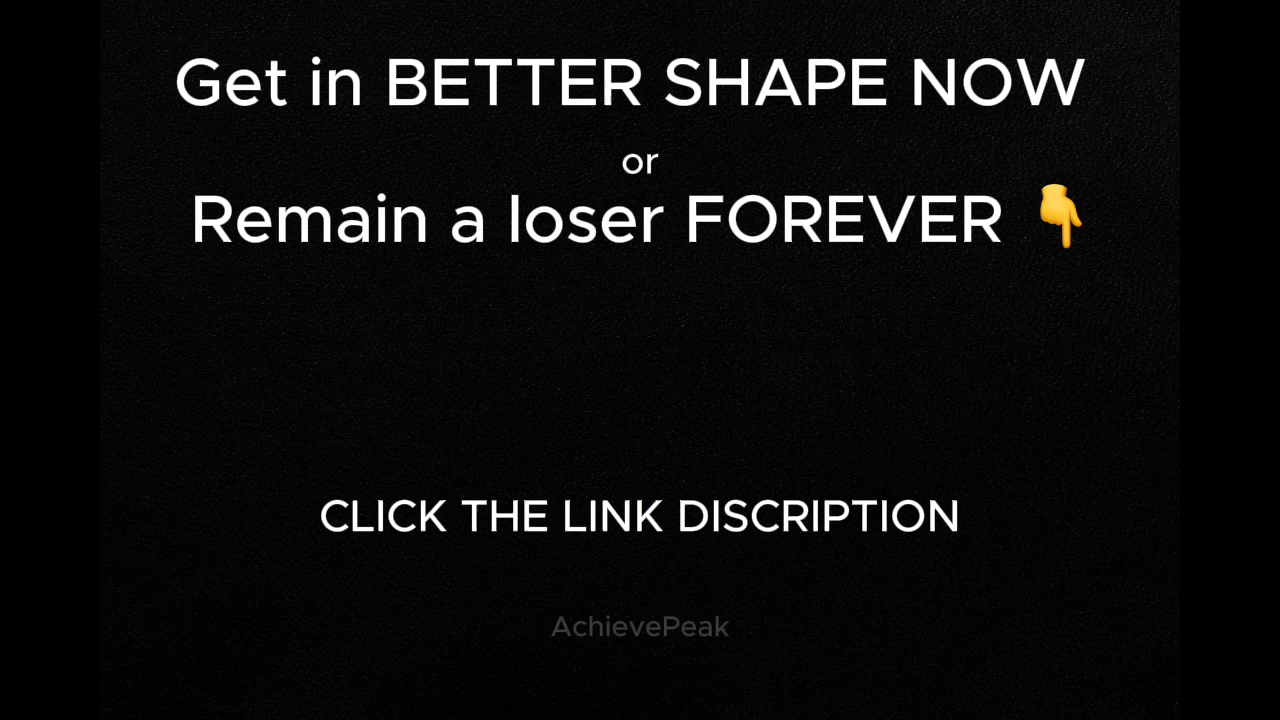 Get in BETTER SHAPE NOW
or
Remain a loser FOREVER 👇
CLICK THE LINK DISCRIPTION
AchievePeak